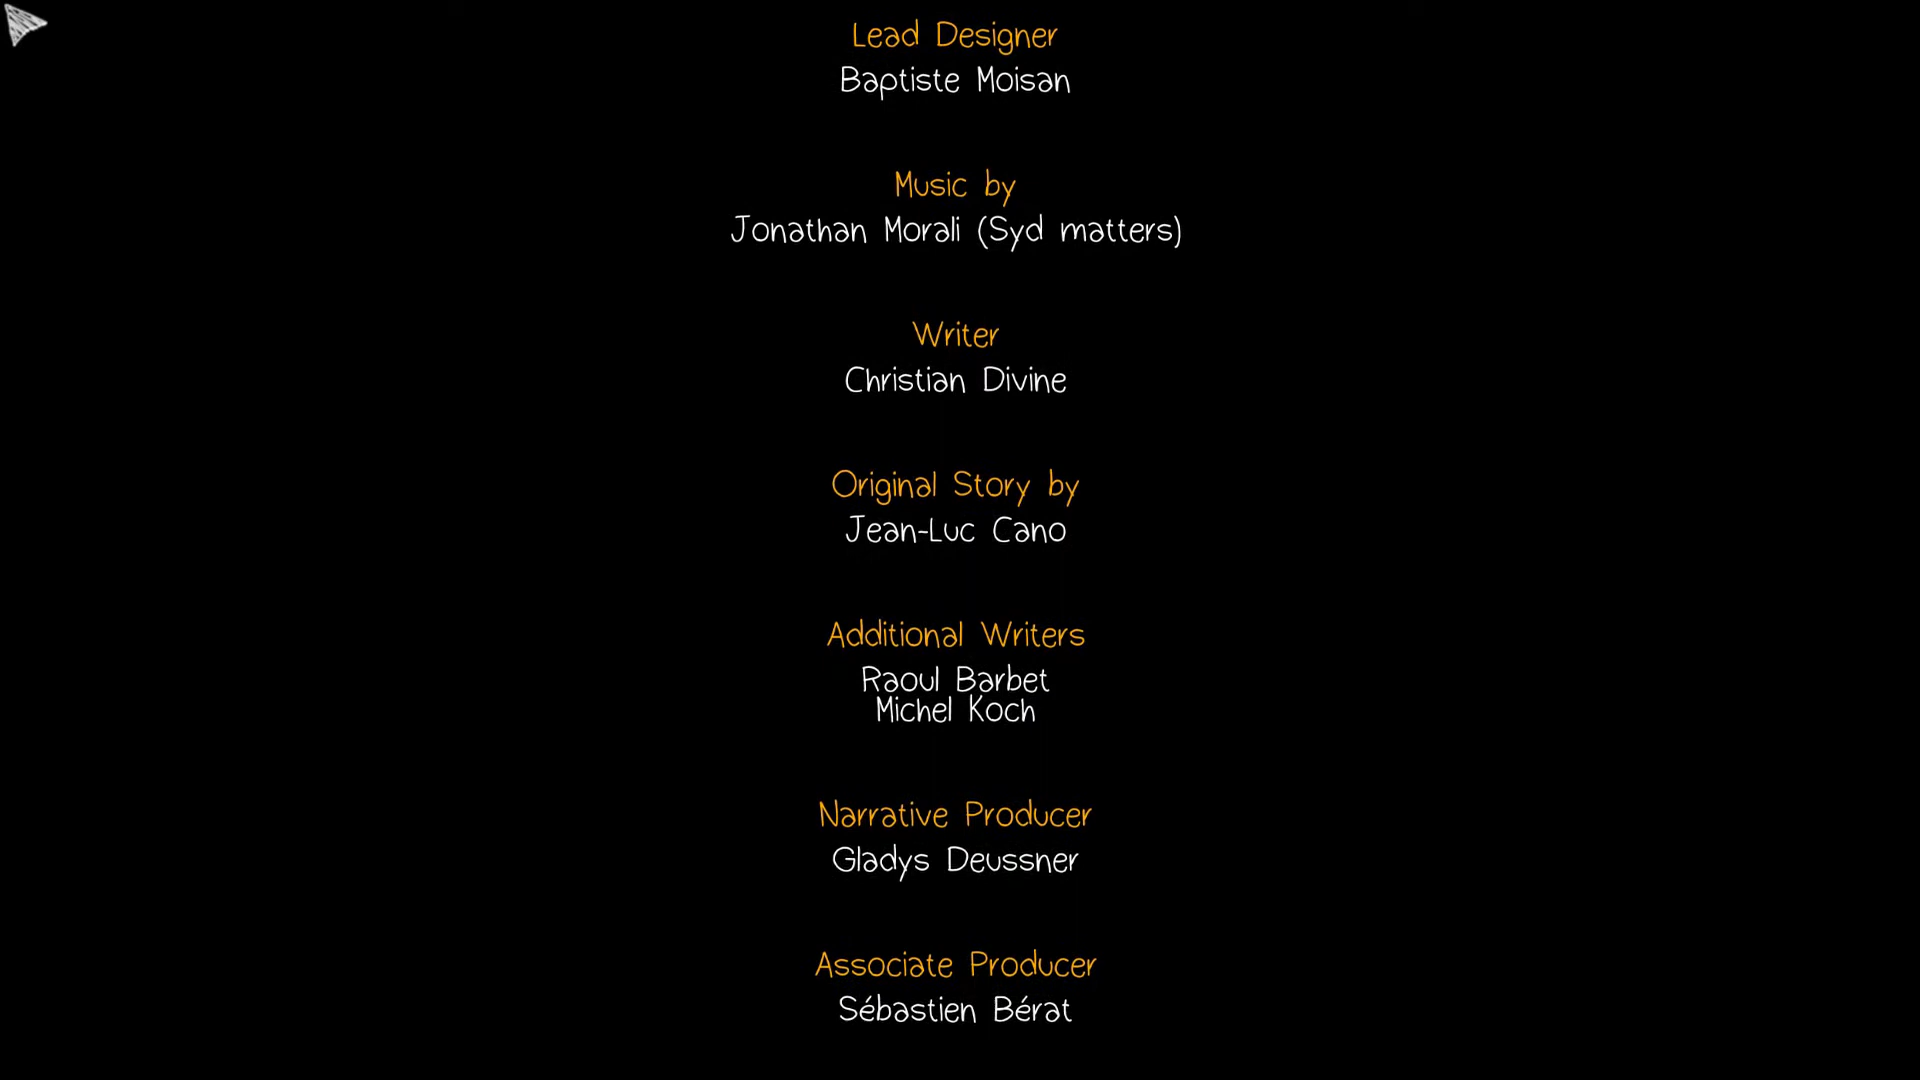 Lead Designer
Baptiste Moisan
Music by
Jonathan Morali (Syd matters)
Writer
Christian Divine
Original Story by
Jean-Luc Cano
Additional Writers
Raoul Barbet
Michel Koch
Narrative Producer
Gladys Deussner
Associate Producer
Sébastien Bérat